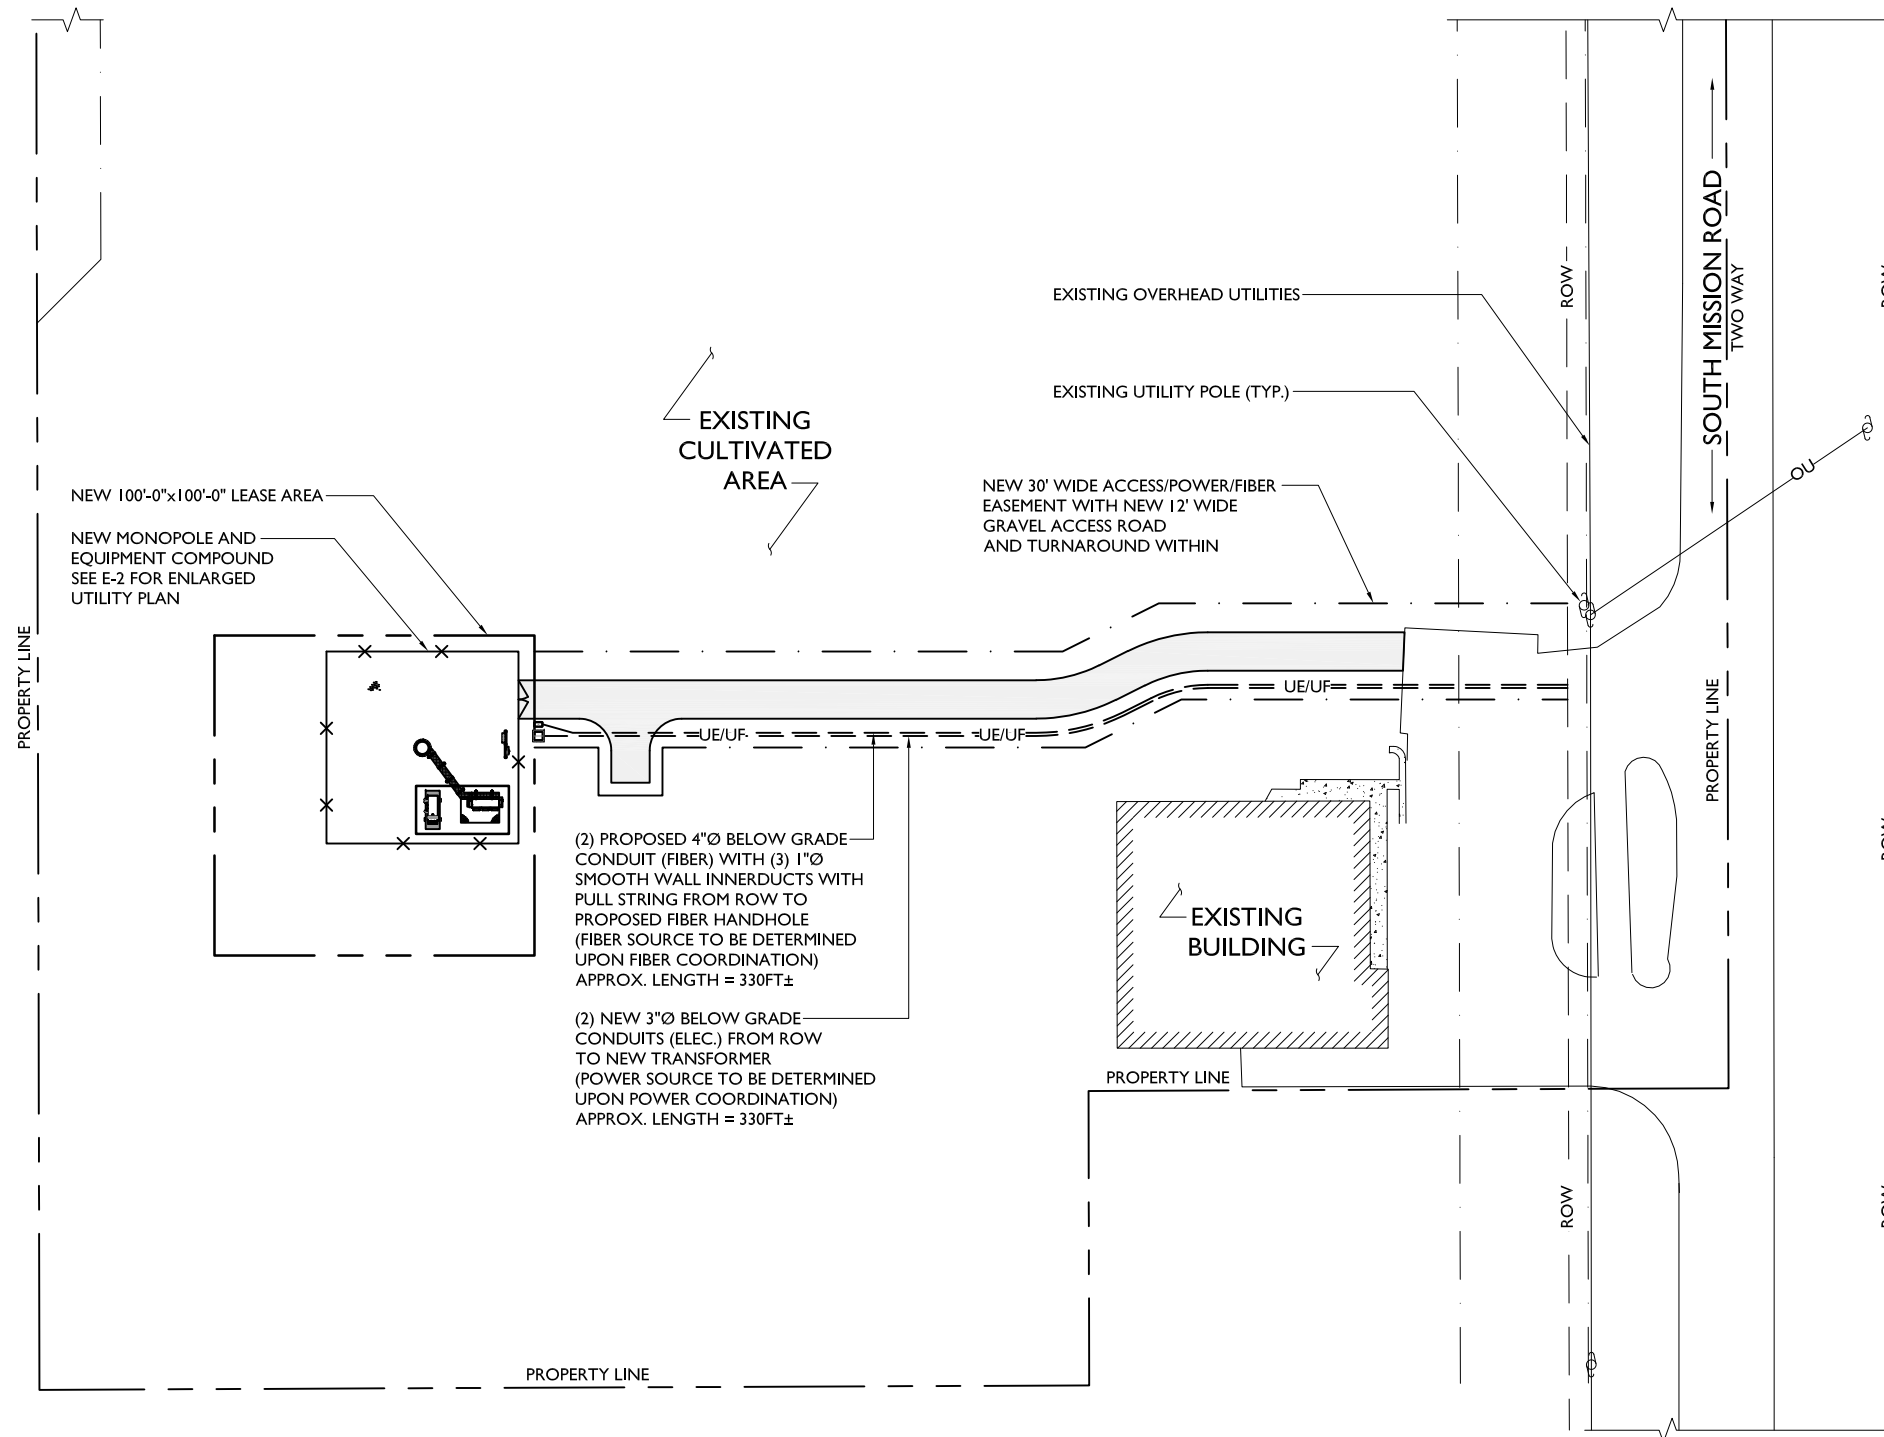 EXISTING OVERHEAD UTILITIES
EXISTING UTILITY POLE (TYP.)
ROW
SOUTH MISSION ROAD
TWO WAY
ROW
OU
EXISTING
CULTIVATED
AREA
NEW 30' WIDE ACCESS/POWER/FIBER
EASEMENT WITH NEW 12' WIDE
GRAVEL ACCESS ROAD
AND TURNAROUND WITHIN
NEW 100'-0"x100'-0" LEASE AREA
NEW MONOPOLE AND
EQUIPMENT COMPOUND
SEE E-2 FOR ENLARGED
UTILITY PLAN
PROPERTY LINE
UE/UF
UE/UF
UE/UF
PROPERTY LINE
(2) PROPOSED 4"Ø BELOW GRADE
CONDUIT (FIBER) WITH (3) 1"Ø
SMOOTH WALL INNERDUCTS WITH
PULL STRING FROM ROW TO
PROPOSED FIBER HANDHOLE
(FIBER SOURCE TO BE DETERMINED
UPON FIBER COORDINATION)
APPROX. LENGTH = 330FT±
(2) NEW 3"Ø BELOW GRADE
CONDUITS (ELEC.) FROM ROW
TO NEW TRANSFORMER
(POWER SOURCE TO BE DETERMINED
UPON POWER COORDINATION)
APPROX. LENGTH = 330FT±
EXISTING
BUILDING
ROW
PROPERTY LINE
ROW
ROW
PROPERTY LINE